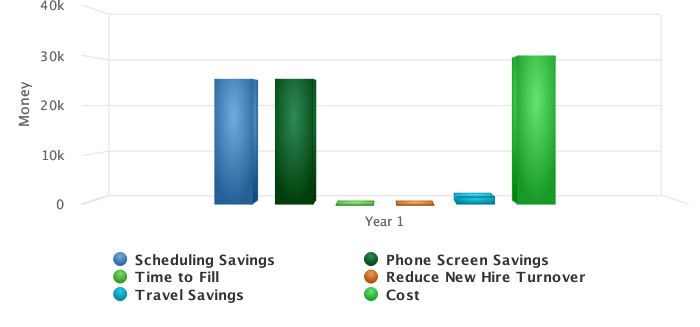 40k
30k
20k
10k
0
Money
Year 1
Scheduling Savings
Phone Screen Savings
Time to Fill
Reduce New Hire Turnover
Travel Savings
Cost